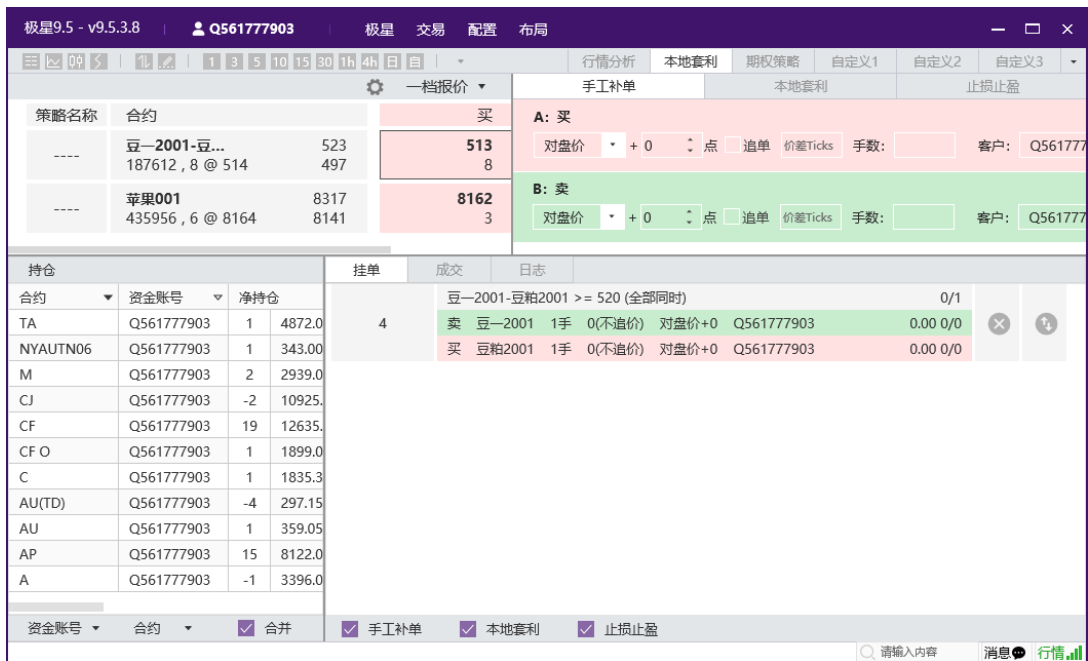 极星9.5 - v9.5.3.8 Q561777903 极星 交易 配置 布局
1 3 5 10 15 30 1h 4h 日 自 行情分析 本地套利 期权策略 自定义1 自定义2 自定义3
一档报价 手工补单 本地套利 止损止盈
策略名称 合约 买
---- 豆一2001-豆... 523 513
187612 , 8 @ 514 497 8
---- 苹果001 8317 8162
435956 , 6 @ 8164 8141 3
A: 买
对盘价 + 0 点 追单 价差Ticks 手数: 客户: Q561777
B: 卖
对盘价 + 0 点 追单 价差Ticks 手数: 客户: Q561777
持仓
合约 资金账号 净持仓
TA Q561777903 1 4872.0
NYAUTN06 Q561777903 1 343.00
M Q561777903 2 2939.0
CJ Q561777903 -2 10925.
CF Q561777903 19 12635.
CF O Q561777903 1 1899.0
C Q561777903 1 1835.3
AU(TD) Q561777903 -4 297.15
AU Q561777903 1 359.05
AP Q561777903 15 8122.0
A Q561777903 -1 3396.0
资金账号 合约 合并
挂单 成交 日志
豆一2001-豆粕2001 >= 520 (全部同时) 0/1
4 卖 豆一2001 1手 0(不追价) 对盘价+0 Q561777903 0.00 0/0
买 豆粕2001 1手 0(不追价) 对盘价+0 Q561777903 0.00 0/0
手工补单 本地套利 止损止盈
请输入内容 消息 行情